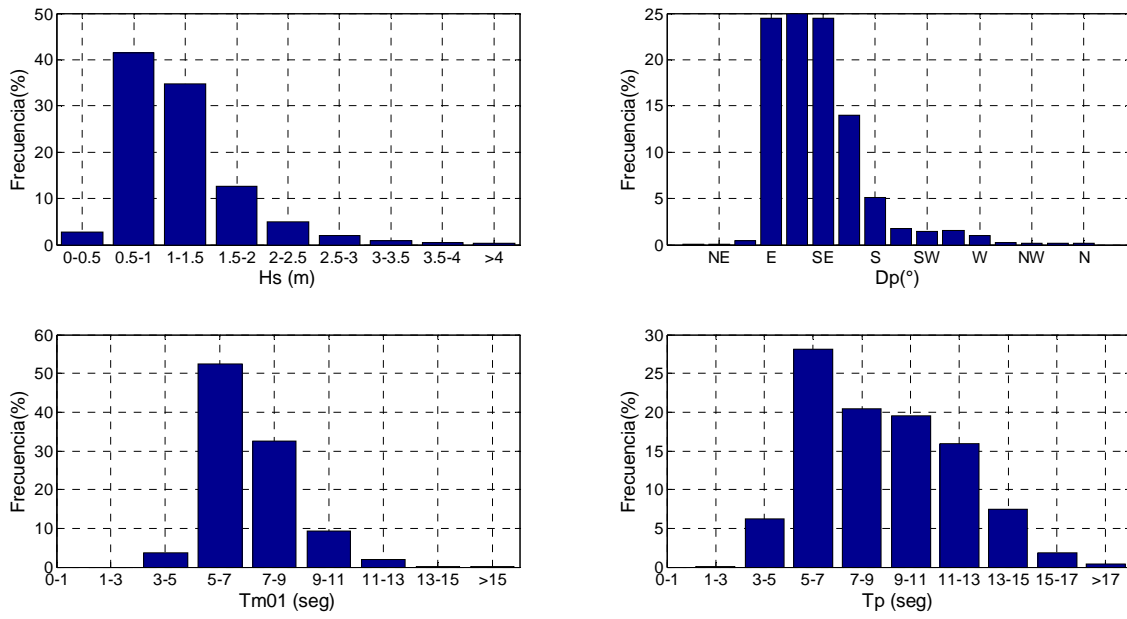 50
40
30
20
10
0
Frecuencia(%)
0-0.5 0.5-1 1-1.5 1.5-2 2-2.5 2.5-3 3-3.5 3.5-4 >4
Hs (m)
25
20
15
10
5
0
Frecuencia(%)
NE E SE S SW W NW N
Dp(°)
60
50
40
30
20
10
0
Frecuencia(%)
0-1 1-3 3-5 5-7 7-9 9-11 11-13 13-15 >15
Tm01 (seg)
30
25
20
15
10
5
0
Frecuencia(%)
0-1 1-3 3-5 5-7 7-9 9-11 11-13 13-15 15-17 >17
Tp (seg)